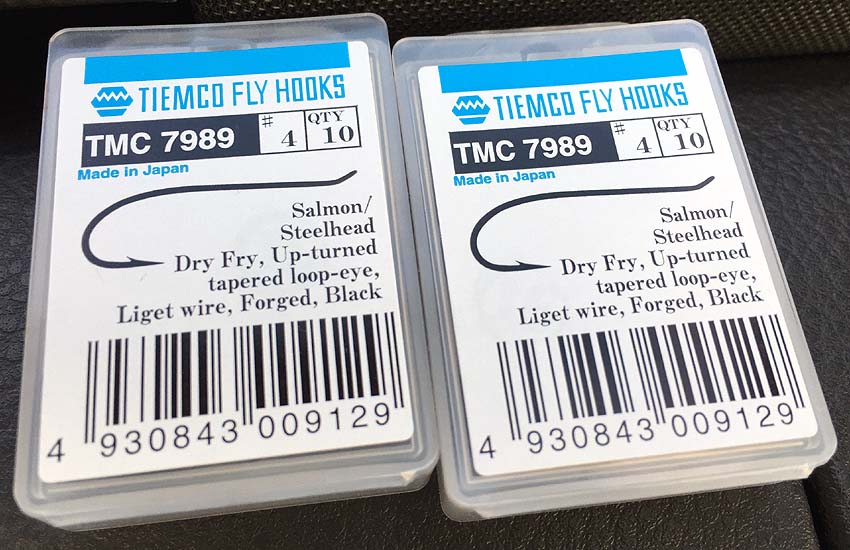 TIEMCO FLY HOOKS
TMC 7989 # 4 QTY 10
Made in Japan
Salmon/
Steelhead
Dry Fry, Up-turned
tapered loop-eye,
Liget wire, Forged, Black
4 930843 009129
TIEMCO FLY HOOKS
TMC 7989 # 4 QTY 10
Made in Japan
Salmon/
Steelhead
Dry Fry, Up-turned
tapered loop-eye,
Liget wire, Forged, Black
4 930843 009129